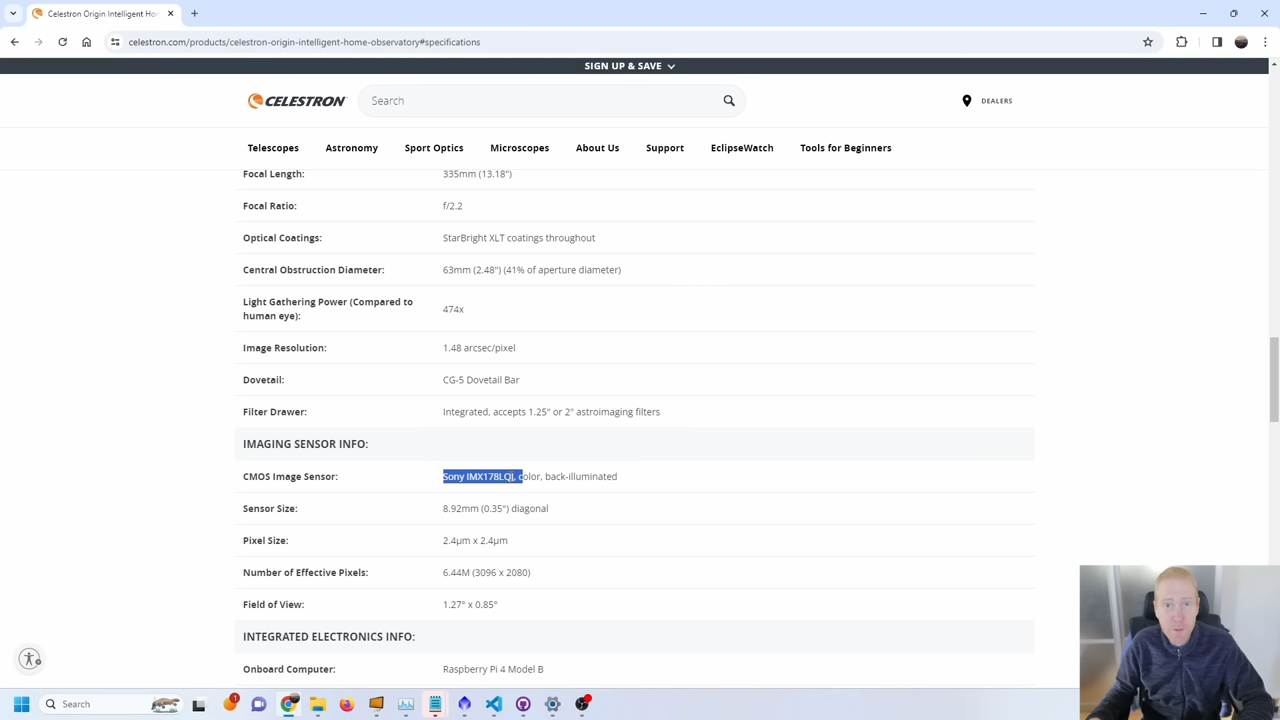 Celestron Origin Intelligent Ho
celestron.com/products/celestron-origin-intelligent-home-observatory#specifications
SIGN UP & SAVE
CELESTRON
Search
DEALERS
Telescopes Astronomy Sport Optics Microscopes About Us Support EclipseWatch Tools for Beginners
Focal Length: 335mm (13.18")
Focal Ratio: f/2.2
Optical Coatings: StarBright XLT coatings throughout
Central Obstruction Diameter: 63mm (2.48") (41% of aperture diameter)
Light Gathering Power (Compared to
human eye): 474x
Image Resolution: 1.48 arcsec/pixel
Dovetail: CG-5 Dovetail Bar
Filter Drawer: Integrated, accepts 1.25" or 2" astroimaging filters
IMAGING SENSOR INFO:
CMOS Image Sensor: Sony IMX178LQJ, color, back-illuminated
Sensor Size: 8.92mm (0.35") diagonal
Pixel Size: 2.4μm x 2.4μm
Number of Effective Pixels: 6.44M (3096 x 2080)
Field of View: 1.27° x 0.85°
INTEGRATED ELECTRONICS INFO:
Onboard Computer: Raspberry Pi 4 Model B
Search
1